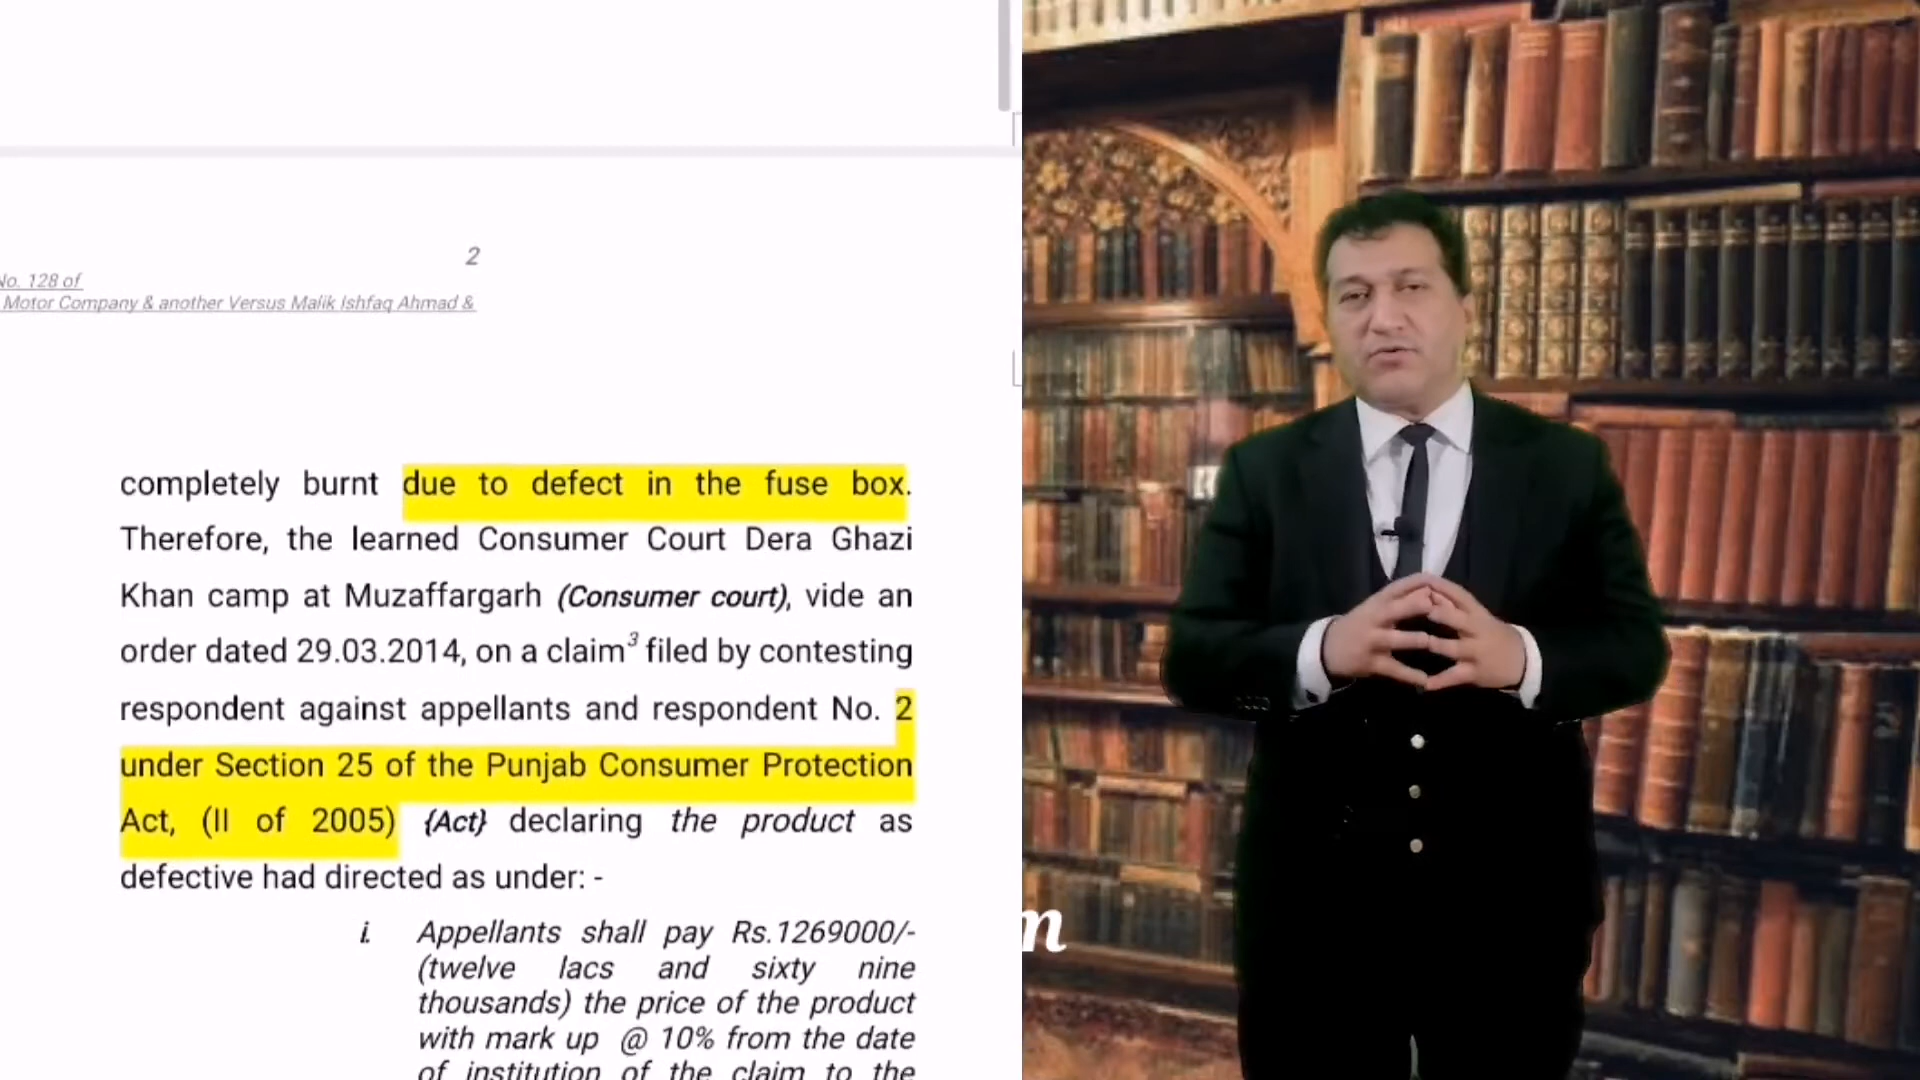 2
No. 128 of
Motor Company & another Versus Malik Ishfaq Ahmad &
completely burnt due to defect in the fuse box.
Therefore, the learned Consumer Court Dera Ghazi
Khan camp at Muzaffargarh (Consumer court), vide an
order dated 29.03.2014, on a claim3 filed by contesting
respondent against appellants and respondent No. 2
under Section 25 of the Punjab Consumer Protection
Act, (II of 2005) {Act} declaring the product as
defective had directed as under: -
i. Appellants shall pay Rs.1269000/-
(twelve lacs and sixty nine
thousands) the price of the product
with mark up @ 10% from the date
of institution of the claim to the
m